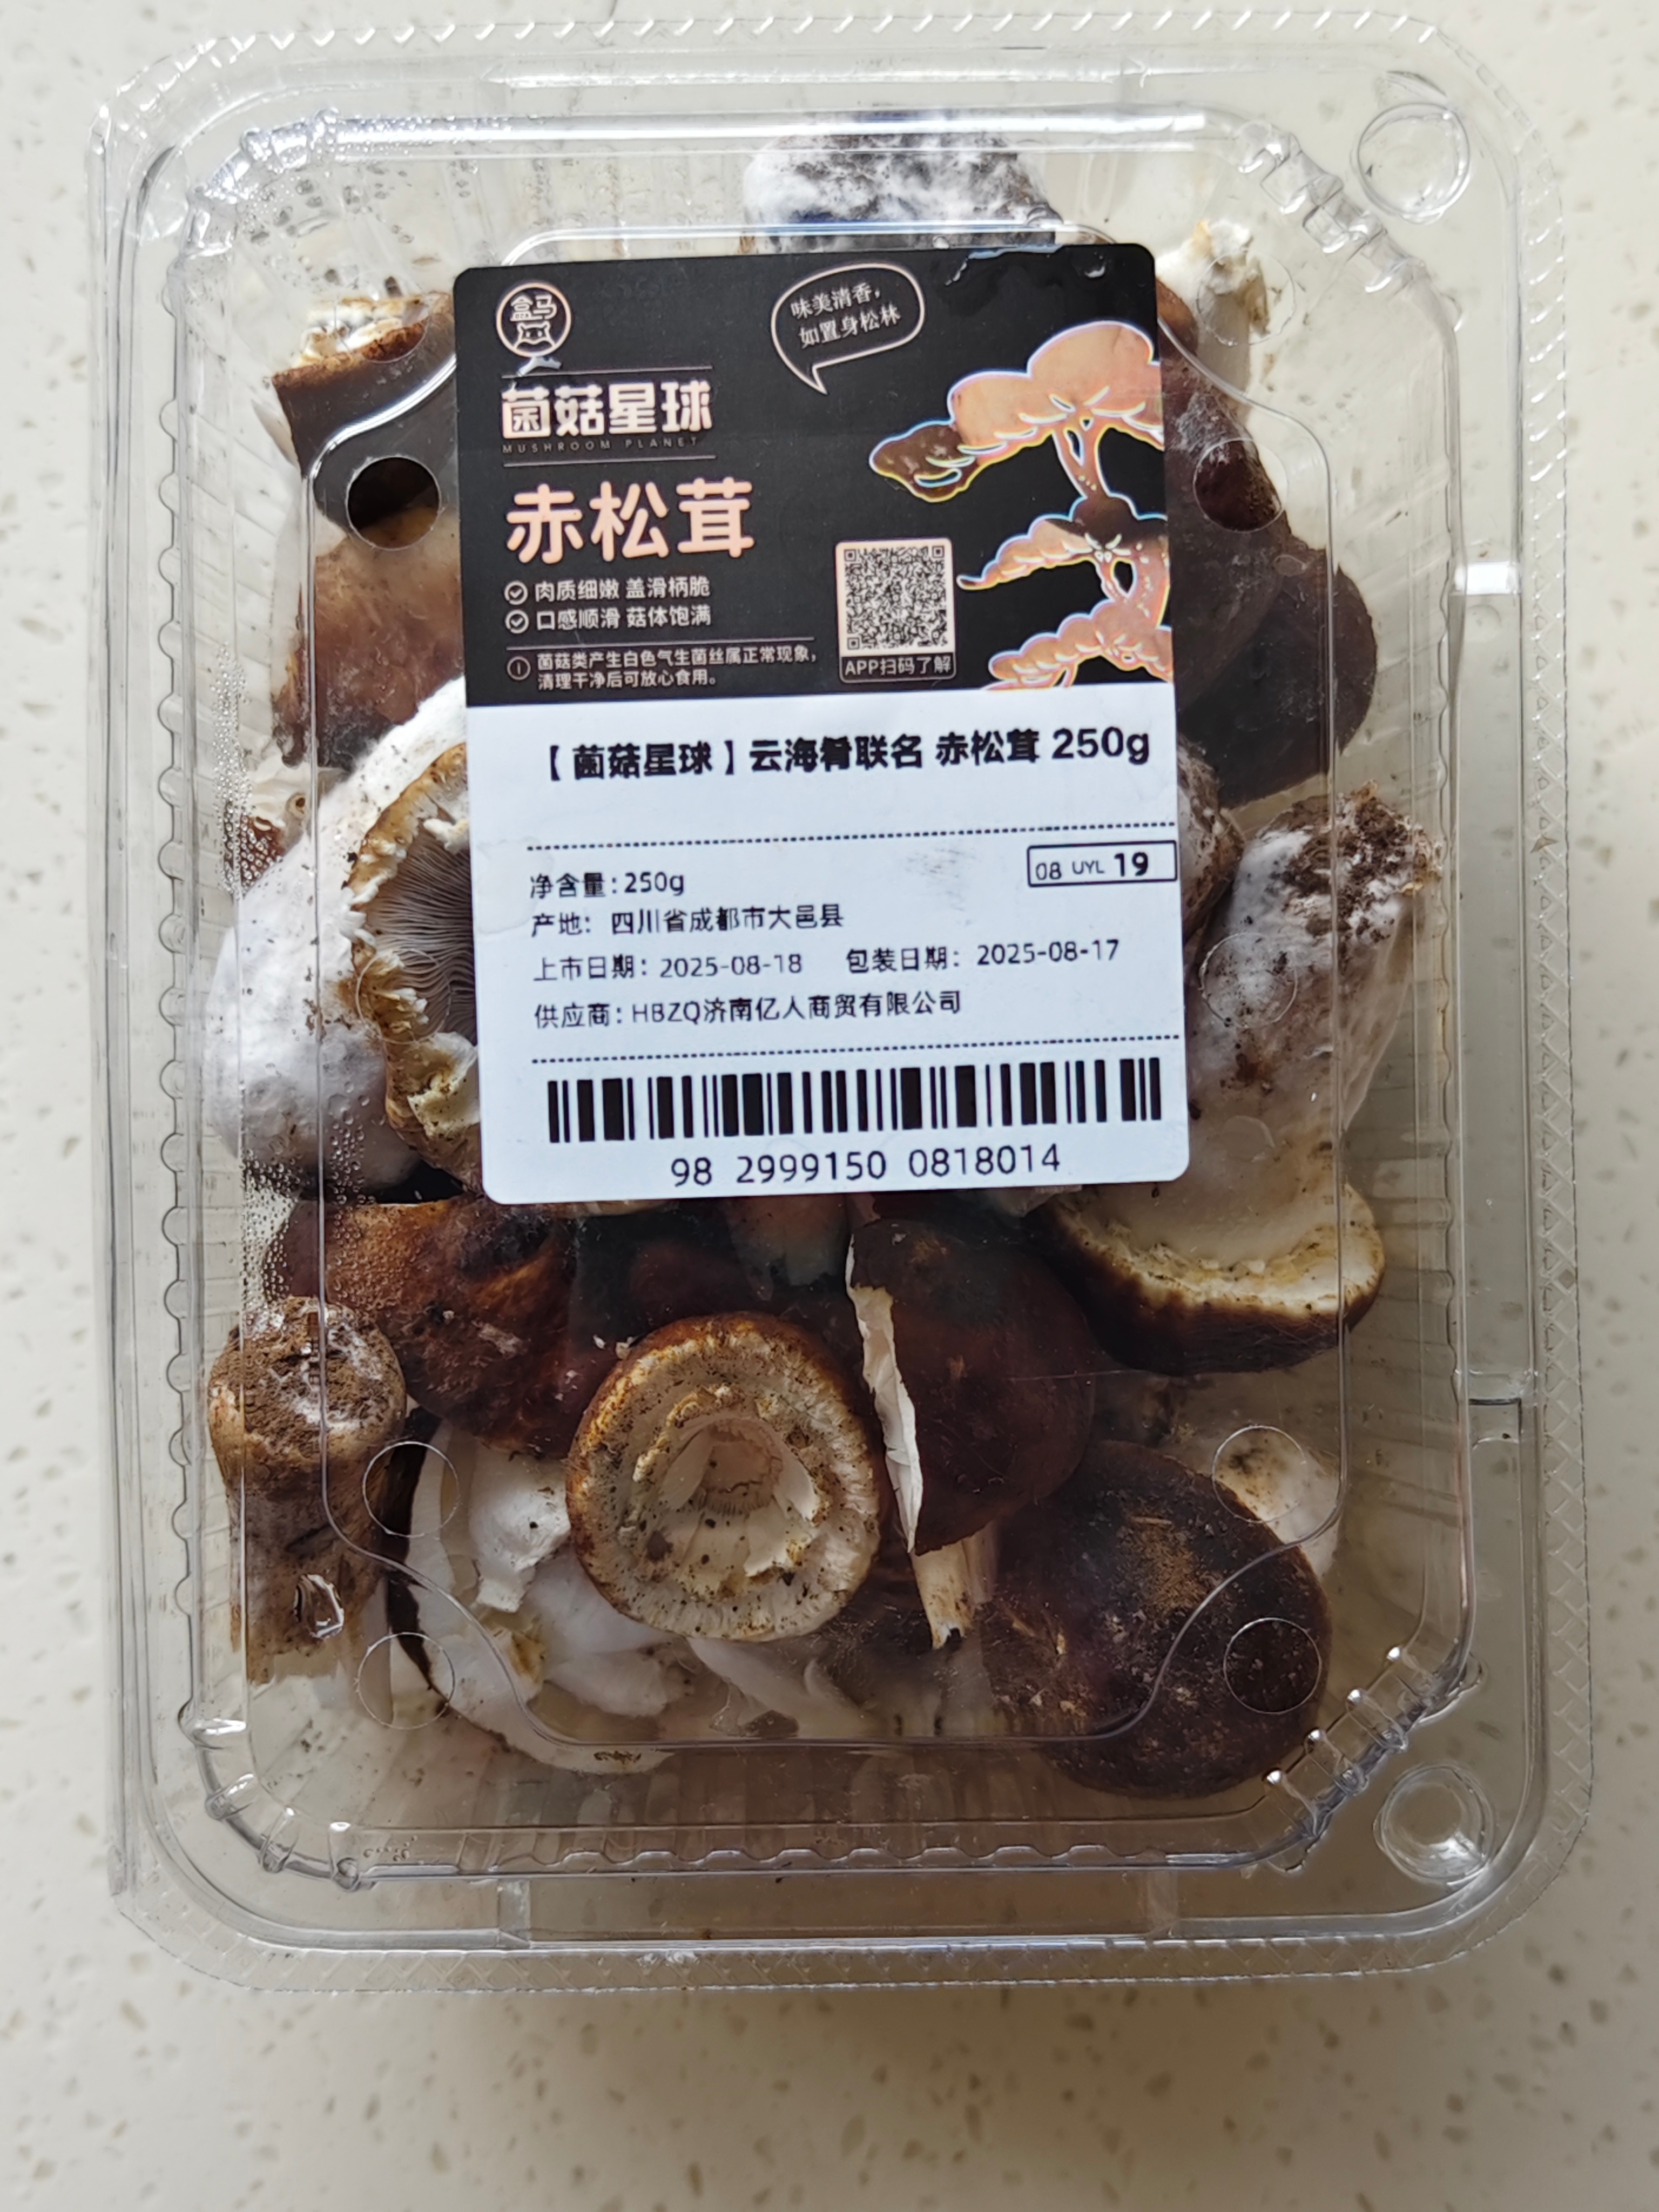 盒马
味美清香,
如置身松林
菌菇星球
MUSHROOM PLANET
赤松茸
肉质细嫩 盖滑柄脆
口感顺滑 菇体饱满
菌菇类产生白色气生菌丝属正常现象,
清理干净后可放心食用。
APP扫码了解
【菌菇星球】云海肴联名 赤松茸 250g
08 UYL 19
净含量:250g
产地: 四川省成都市大邑县
上市日期: 2025-08-18 包装日期: 2025-08-17
供应商:HBZQ济南亿人商贸有限公司
98 2999150 0818014